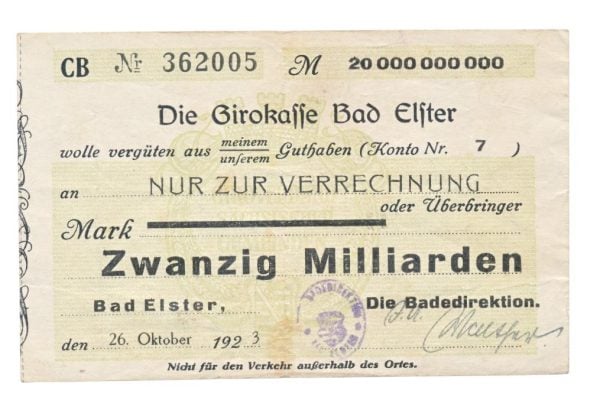 CB № 362005 M 20 000 000 000
Die Girokasse Bad Elster
wolle vergüten aus meinem
unserem Guthaben (Konto Nr. 7 )
an NUR ZUR VERRECHNUNG
oder Überbringer
Mark
Zwanzig Milliarden
Bad Elster, Die Badedirektion.
den 26. Oktober 1923
BADEDIREKTION
Nicht für den Verkehr außerhalb des Ortes.